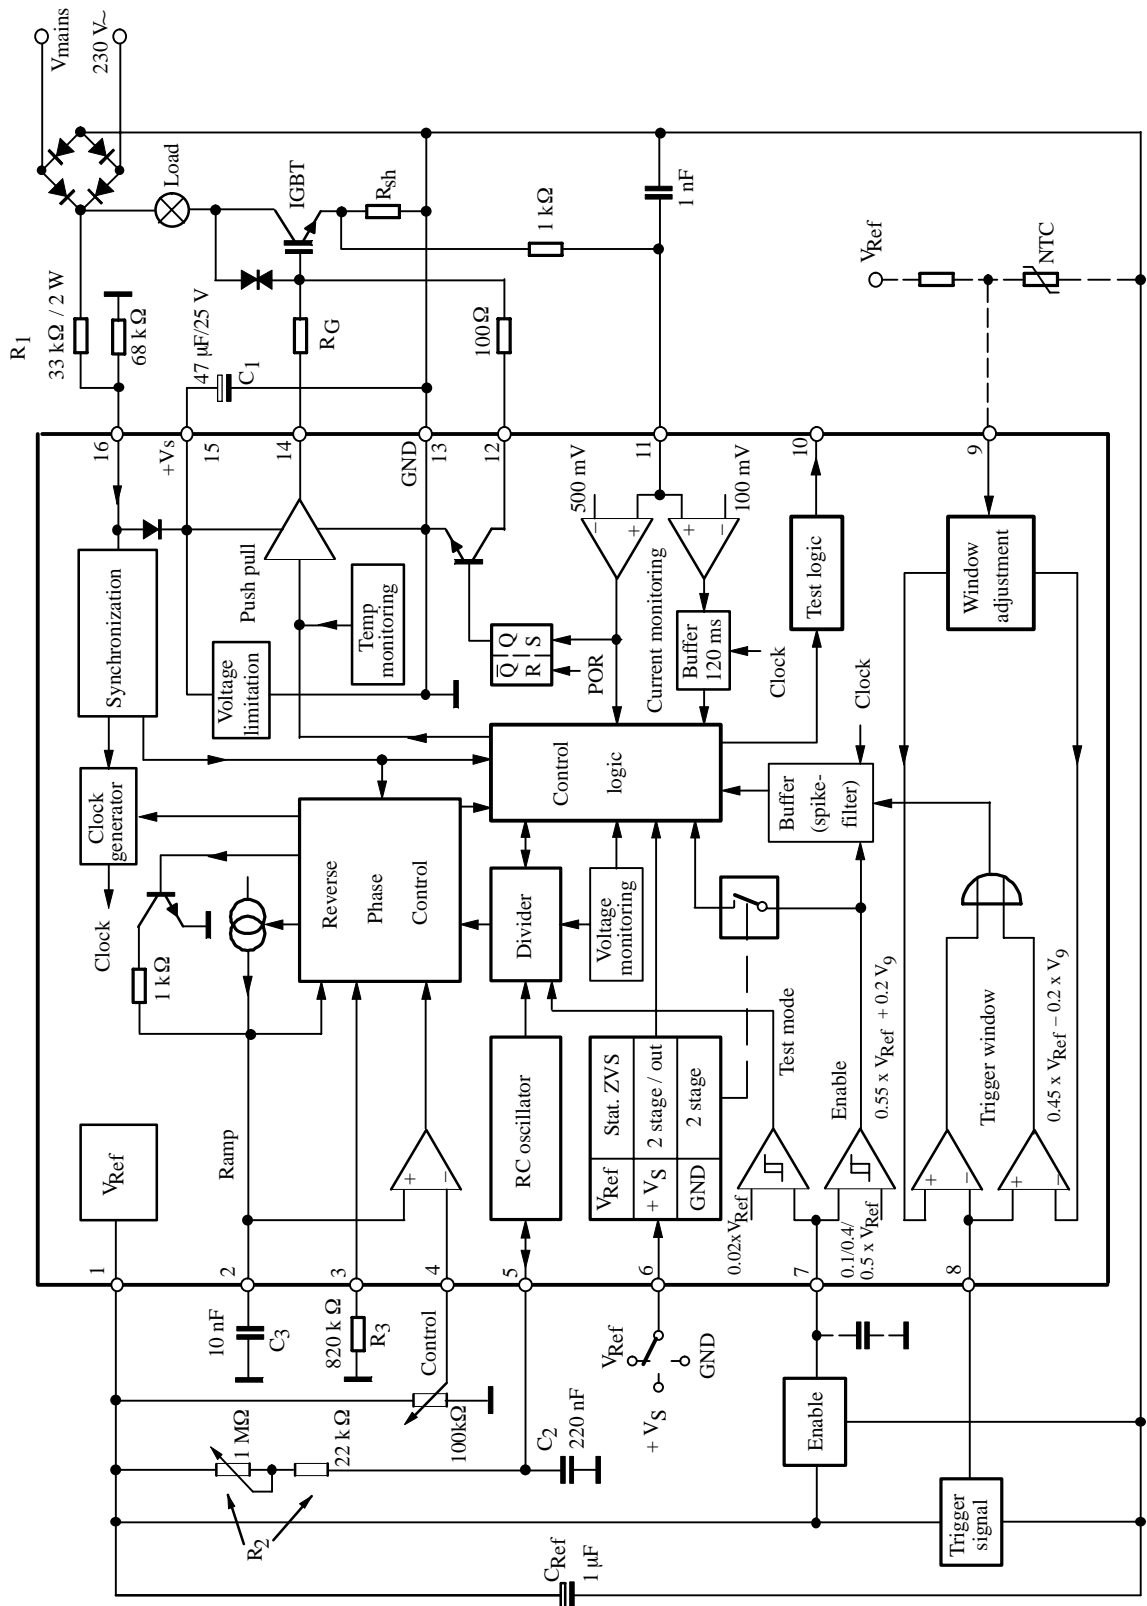 Vmains
230 V~
Load
IGBT
Rsh
1 kΩ
1 nF
VRef
NTC
R1
33 kΩ / 2 W
68 k Ω
47 µF/25 V
C1
RG
100 Ω
16
+Vs
15
14
GND
13
12
11
10
9
Synchronization
Push pull
Voltage
limitation
Temp
monitoring
Q̅ Q
R S
POR
500 mV
100 mV
Current monitoring
Buffer
120 ms
Clock
Test logic
Window
adjustment
Clock
generator
Clock
1 kΩ
Reverse
Phase
Control
Control
logic
Divider
Voltage
monitoring
Buffer
(spike-
filter)
Clock
VRef
Ramp
RC oscillator
Stat. ZVS
VRef
2 stage / out
+ VS
2 stage
GND
Test mode
Enable
0.02xVRef
0.1/0.4/
0.5 x VRef
0.55 x VRef + 0.2 V9
Trigger window
0.45 x VRef − 0.2 x V9
+
−
+
−
+
−
+
−
+
−
1
2
3
4
5
6
7
8
10 nF
C3
820 k Ω
R3
Control
100kΩ
1 MΩ
22 k Ω
R2
C2
220 nF
VRef
+ VS
GND
Enable
Trigger
signal
CRef
1 µF